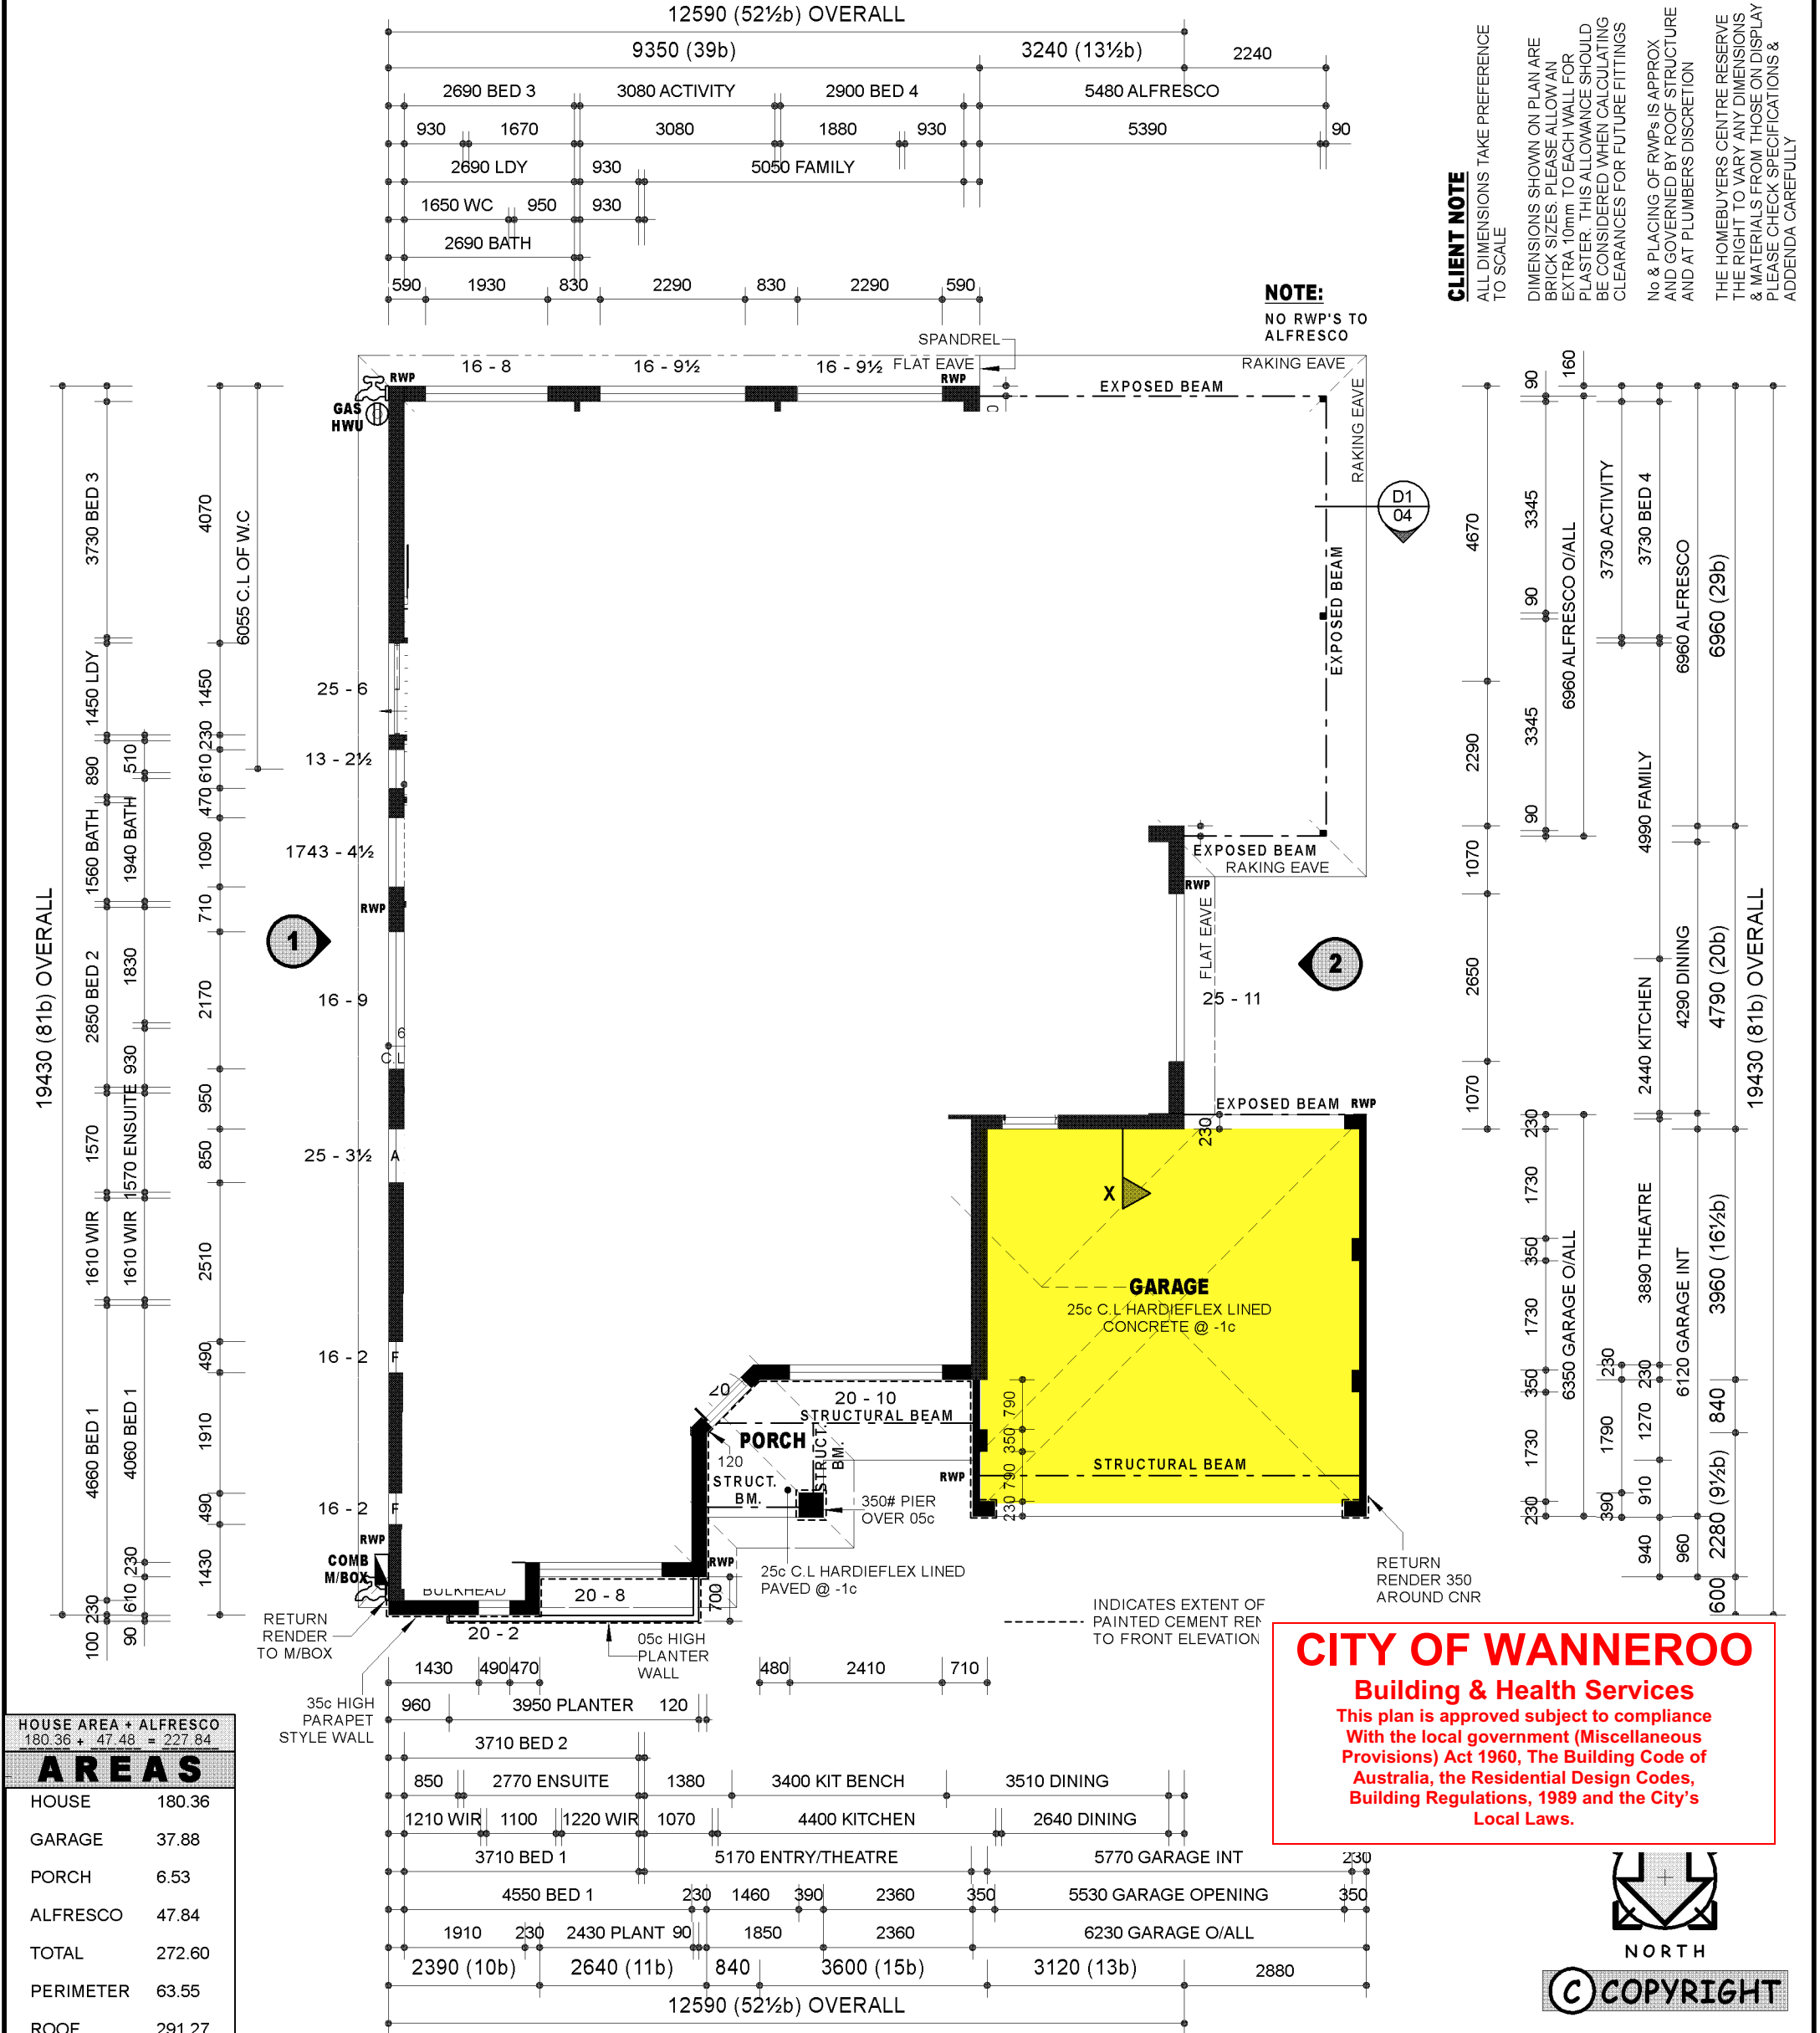 12590 (52½b) OVERALL
9350 (39b)
3240 (13½b)
2240
2690 BED 3
3080 ACTIVITY
2900 BED 4
5480 ALFRESCO
930
1670
3080
1880
930
5390
90
2690 LDY
930
5050 FAMILY
1650 WC
950
930
2690 BATH
590
1930
830
2290
830
2290
590
CLIENT NOTE
ALL DIMENSIONS TAKE PREFERENCE
TO SCALE
DIMENSIONS SHOWN ON PLAN ARE
BRICK SIZES. PLEASE ALLOW AN
EXTRA 10mm TO EACH WALL FOR
PLASTER. THIS ALLOWANCE SHOULD
BE CONSIDERED WHEN CALCULATING
CLEARANCES FOR FUTURE FITTINGS
No & PLACING OF RWPs IS APPROX
AND GOVERNED BY ROOF STRUCTURE
AND AT PLUMBERS DISCRETION
THE HOMEBUYERS CENTRE RESERVE
THE RIGHT TO VARY ANY DIMENSIONS
& MATERIALS FROM THOSE ON DISPLAY
PLEASE CHECK SPECIFICATIONS &
ADDENDA CAREFULLY
NOTE:
NO RWP'S TO
ALFRESCO
SPANDREL
FLAT EAVE
RAKING EAVE
16 - 8
16 - 9½
16 - 9½
RWP
RWP
EXPOSED BEAM
RAKING EAVE
GAS
HWU
D1
04
EXPOSED BEAM
EXPOSED BEAM
RAKING EAVE
RWP
FLAT EAVE
25 - 11
2
EXPOSED BEAM
RWP
230
19430 (81b) OVERALL
3730 BED 3
1450 LDY
890
1560 BATH
2850 BED 2
1570
1610 WIR
4660 BED 1
230
100
510
1940 BATH
1830
930
1570 ENSUITE
1610 WIR
4060 BED 1
230
610
90
4070
1450
230
610
470
1090
710
2170
950
850
2510
490
1910
490
1430
6055 C.L OF W.C
25 - 6
13 - 2½
1743 - 4½
RWP
1
16 - 9
6
C.L
25 - 3½
A
16 - 2
F
16 - 2
F
RWP
COMB
M/BOX
BULKHEAD
RETURN
RENDER
TO M/BOX
20 - 2
20 - 8
35c HIGH
PARAPET
STYLE WALL
05c HIGH
PLANTER
WALL
700
RWP
X
GARAGE
25c C.L HARDIEFLEX LINED
CONCRETE @ -1c
20
20 - 10
STRUCTURAL BEAM
PORCH
120
STRUCT.
BM.
STRUCT.
BM.
350# PIER
OVER 05c
RWP
790
350
790
230
STRUCTURAL BEAM
25c C.L HARDIEFLEX LINED
PAVED @ -1c
RETURN
RENDER 350
AROUND CNR
INDICATES EXTENT OF
PAINTED CEMENT REN
TO FRONT ELEVATION
4670
2290
1070
2650
1070
90
160
3345
90
3345
90
6960 ALFRESCO O/ALL
230
1730
350
1730
350
1730
230
6350 GARAGE O/ALL
3730 ACTIVITY
230
1790
390
3730 BED 4
4990 FAMILY
2440 KITCHEN
3890 THEATRE
230
1270
910
940
6960 ALFRESCO
4290 DINING
6120 GARAGE INT
960
6960 (29b)
4790 (20b)
3960 (16½b)
840
2280 (9½b)
600
19430 (81b) OVERALL
1430
490
470
480
2410
710
960
3950 PLANTER
120
3710 BED 2
850
2770 ENSUITE
1380
3400 KIT BENCH
3510 DINING
1210 WIR
1100
1220 WIR
1070
4400 KITCHEN
2640 DINING
3710 BED 1
5170 ENTRY/THEATRE
5770 GARAGE INT
230
4550 BED 1
230
1460
390
2360
350
5530 GARAGE OPENING
350
1910
230
2430 PLANT
90
1850
2360
6230 GARAGE O/ALL
2390 (10b)
2640 (11b)
840
3600 (15b)
3120 (13b)
2880
12590 (52½b) OVERALL
HOUSE AREA + ALFRESCO
180.36 + 47.48 = 227.84
AREAS
HOUSE 180.36
GARAGE 37.88
PORCH 6.53
ALFRESCO 47.84
TOTAL 272.60
PERIMETER 63.55
ROOF 291.27
CITY OF WANNEROO
Building & Health Services
This plan is approved subject to compliance
With the local government (Miscellaneous
Provisions) Act 1960, The Building Code of
Australia, the Residential Design Codes,
Building Regulations, 1989 and the City's
Local Laws.
NORTH
© COPYRIGHT